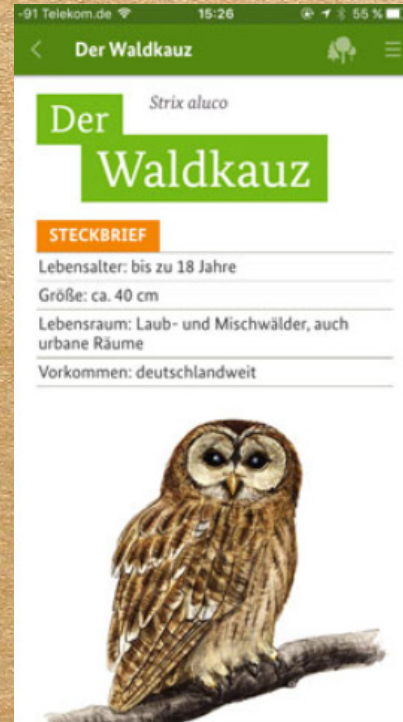 -91 Telekom.de 15:26 55 %
Der Waldkauz
Strix aluco
Der
Waldkauz
STECKBRIEF
Lebensalter: bis zu 18 Jahre
Größe: ca. 40 cm
Lebensraum: Laub- und Mischwälder, auch
urbane Räume
Vorkommen: deutschlandweit